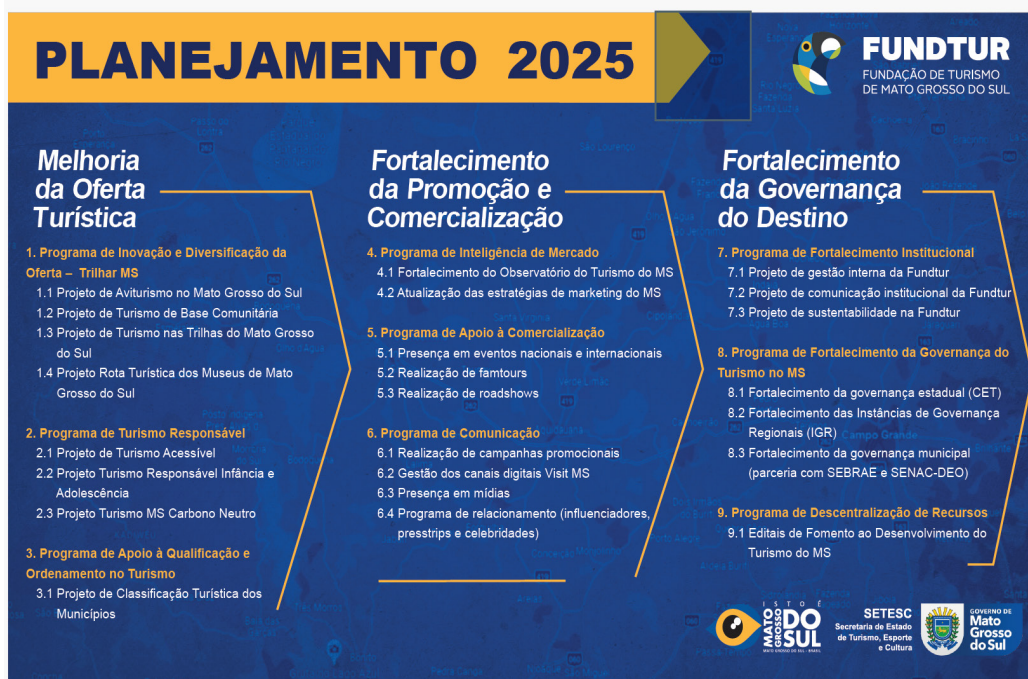 PLANEJAMENTO 2025
FUNDTUR
FUNDAÇÃO DE TURISMO
DE MATO GROSSO DO SUL
Melhoria
da Oferta
Turística
1. Programa de Inovação e Diversificação da
Oferta – Trilhar MS
1.1 Projeto de Aviturismo no Mato Grosso do Sul
1.2 Projeto de Turismo de Base Comunitária
1.3 Projeto de Turismo nas Trilhas do Mato Grosso
do Sul
1.4 Projeto Rota Turística dos Museus de Mato
Grosso do Sul
2. Programa de Turismo Responsável
2.1 Projeto de Turismo Acessível
2.2 Projeto Turismo Responsável Infância e
Adolescência
2.3 Projeto Turismo MS Carbono Neutro
3. Programa de Apoio à Qualificação e
Ordenamento no Turismo
3.1 Projeto de Classificação Turística dos
Municípios
Fortalecimento
da Promoção e
Comercialização
4. Programa de Inteligência de Mercado
4.1 Fortalecimento do Observatório do Turismo do MS
4.2 Atualização das estratégias de marketing do MS
5. Programa de Apoio à Comercialização
5.1 Presença em eventos nacionais e internacionais
5.2 Realização de famtours
5.3 Realização de roadshows
6. Programa de Comunicação
6.1 Realização de campanhas promocionais
6.2 Gestão dos canais digitais Visit MS
6.3 Presença em mídias
6.4 Programa de relacionamento (influenciadores,
presstrips e celebridades)
Fortalecimento
da Governança
do Destino
7. Programa de Fortalecimento Institucional
7.1 Projeto de gestão interna da Fundtur
7.2 Projeto de comunicação institucional da Fundtur
7.3 Projeto de sustentabilidade na Fundtur
8. Programa de Fortalecimento da Governança do
Turismo no MS
8.1 Fortalecimento da governança estadual (CET)
8.2 Fortalecimento das Instâncias de Governança
Regionais (IGR)
8.3 Fortalecimento da governança municipal
(parceria com SEBRAE e SENAC-DEO)
9. Programa de Descentralização de Recursos
9.1 Editais de Fomento ao Desenvolvimento do
Turismo do MS
ISTO É
MATO
GROSSO
DO
SUL
MATO GROSSO DO SUL - BRASIL
SETESC
Secretaria de Estado
de Turismo, Esporte
e Cultura
GOVERNO DE
Mato
Grosso
do Sul